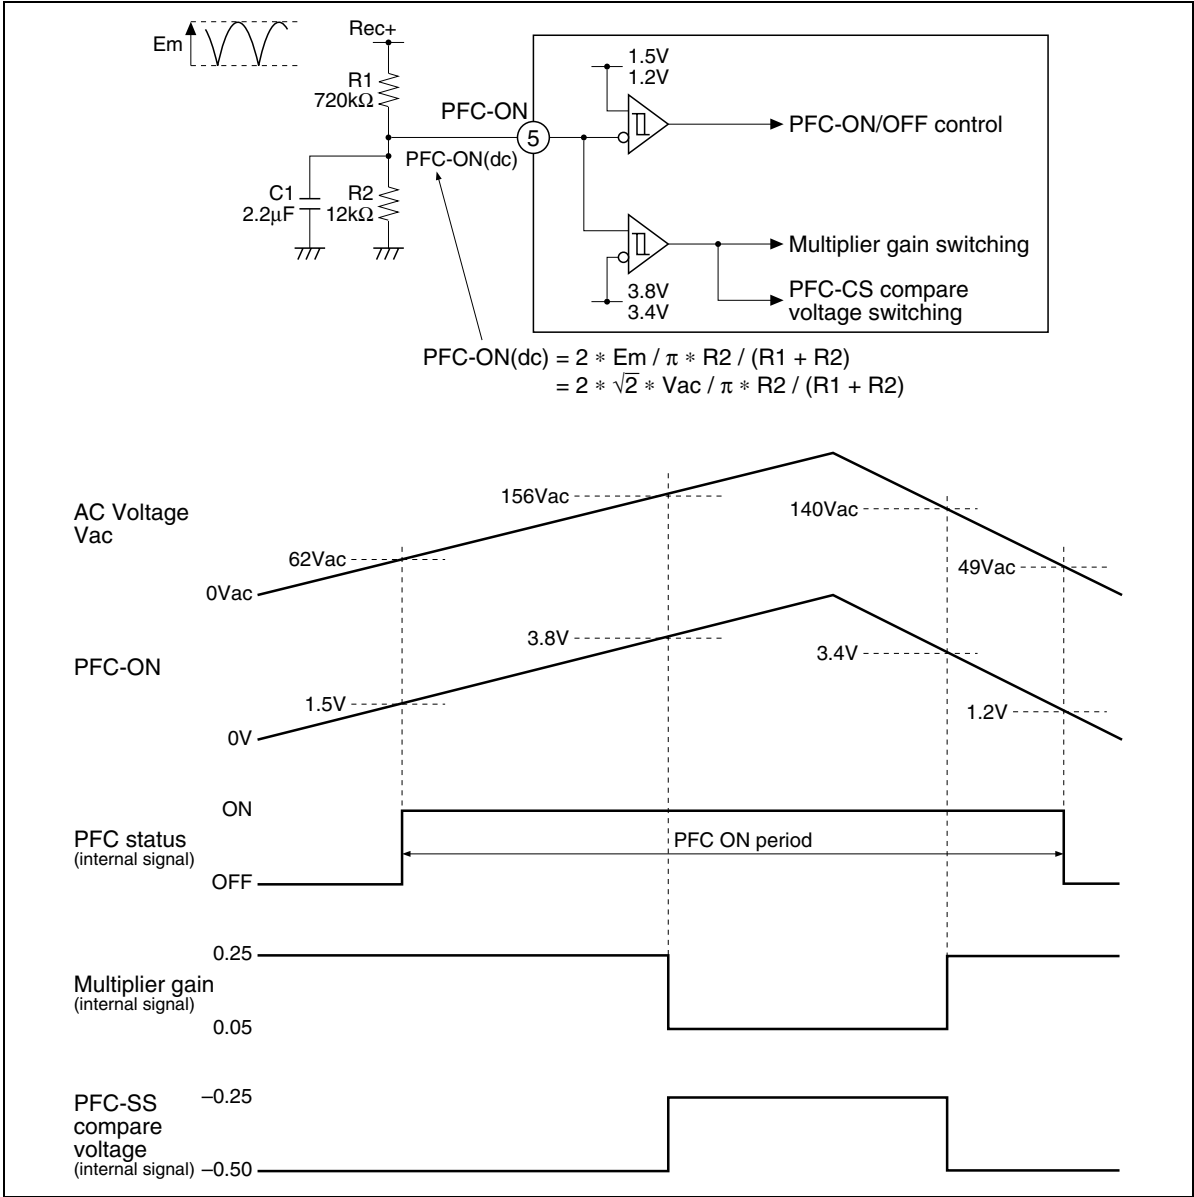 Em
Rec+
R1
720kΩ
PFC-ON
5
PFC-ON(dc)
C1
2.2μF
R2
12kΩ
1.5V
1.2V
PFC-ON/OFF control
Multiplier gain switching
3.8V
3.4V
PFC-CS compare
voltage switching
PFC-ON(dc) = 2 * Em / π * R2 / (R1 + R2)
= 2 * √2 * Vac / π * R2 / (R1 + R2)
AC Voltage
Vac
156Vac
140Vac
62Vac
49Vac
0Vac
PFC-ON
3.8V
3.4V
1.5V
1.2V
0V
ON
PFC status
(internal signal)
PFC ON period
OFF
0.25
Multiplier gain
(internal signal)
0.05
–0.25
PFC-SS
compare
voltage
(internal signal)
–0.50